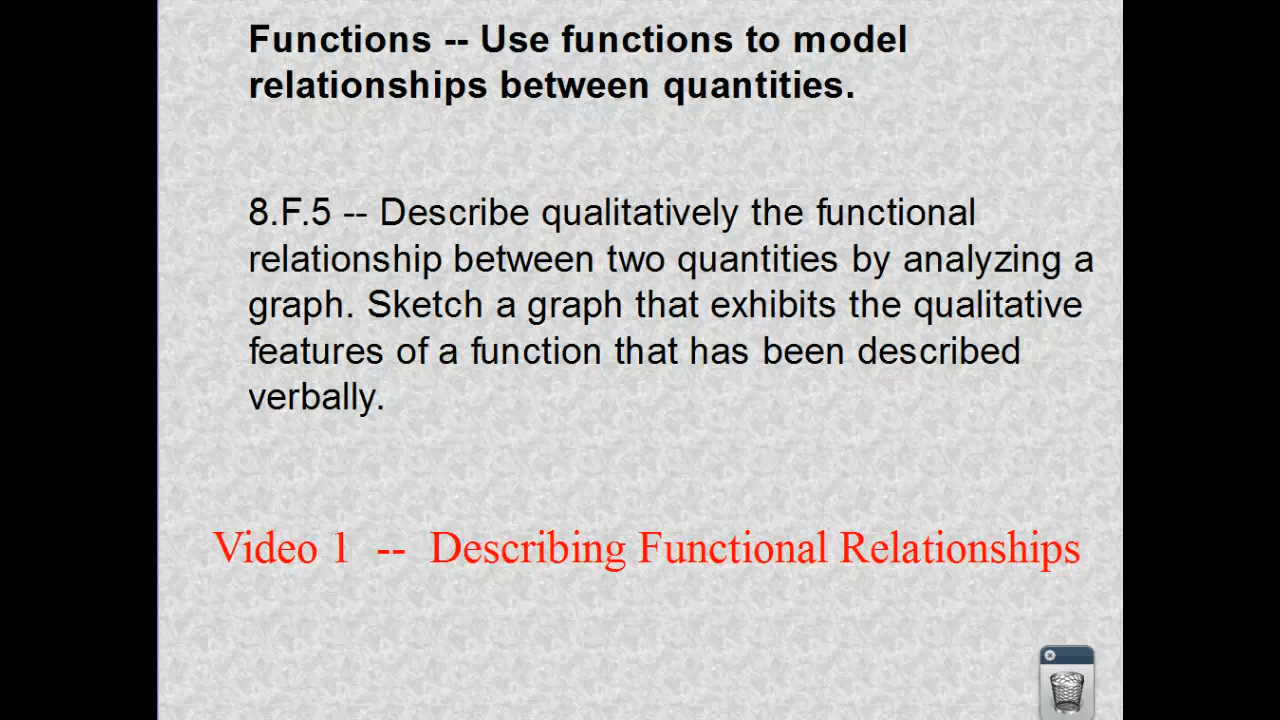 Functions -- Use functions to model
relationships between quantities.
8.F.5 -- Describe qualitatively the functional
relationship between two quantities by analyzing a
graph. Sketch a graph that exhibits the qualitative
features of a function that has been described
verbally.
Video 1 -- Describing Functional Relationships